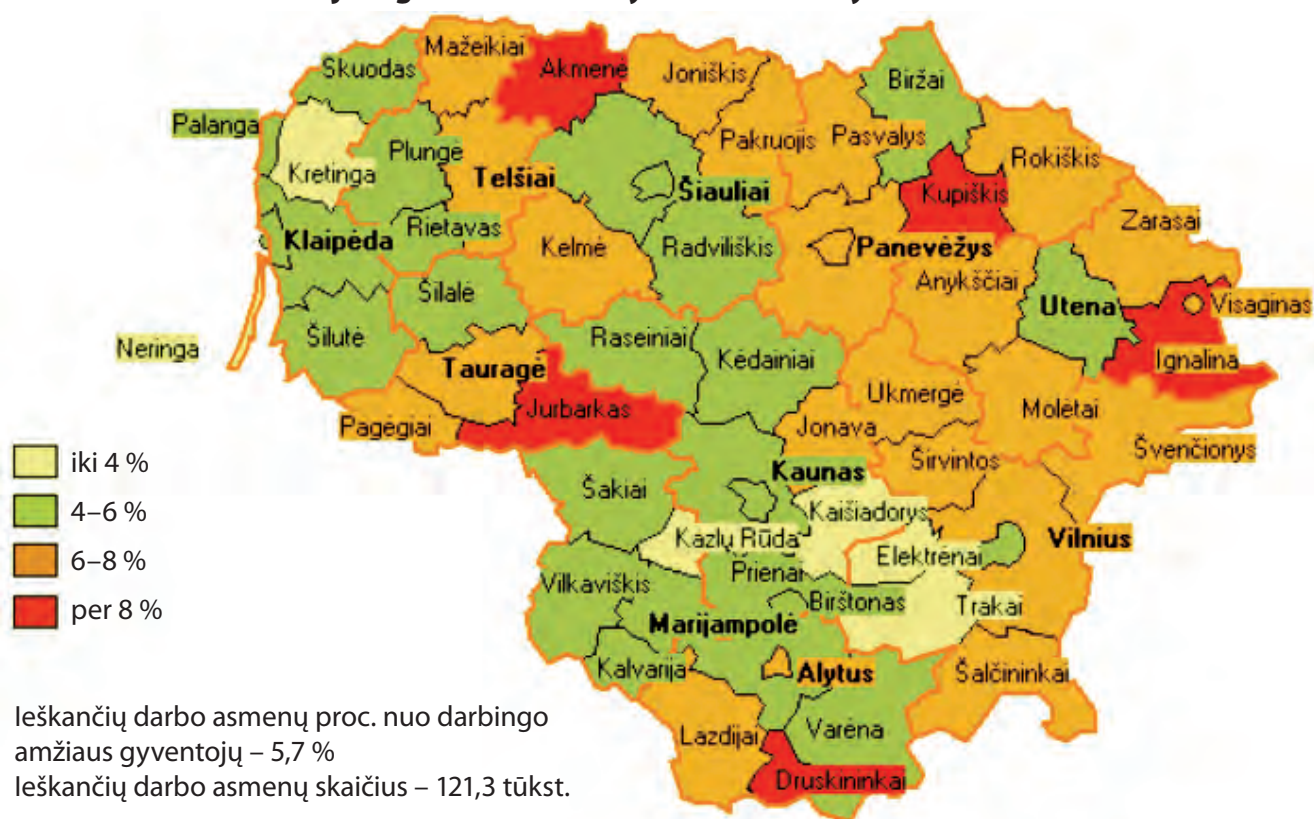 Mažeikiai
Akmenė
Joniškis
Skuodas
Biržai
Palanga
Pakruojis
Pasvalys
Plungė
Rokiškis
Kretinga
Telšiai
Šiauliai
Kupiškis
Zarasai
Rietavas
Klaipėda
Kelmė
Radviliškis
Panevėžys
Anykščiai
Šilalė
Utena
Visaginas
Neringa
Šilutė
Raseiniai
Kėdainiai
Ignalina
Tauragė
Ukmergė
Jurbarkas
Molėtai
Pagėgiai
Jonava
Švenčionys
Širvintos
Kaunas
Šakiai
Kaišiadorys
Kazlų Rūda
Elektrėnai
Vilnius
Prienai
Vilkaviškis
Birštonas
Trakai
Marijampolė
Kalvarija
Alytus
Šalčininkai
Lazdijai
Varėna
Druskininkai
iki 4 %
4–6 %
6–8 %
per 8 %
Ieškančių darbo asmenų proc. nuo darbingo
amžiaus gyventojų – 5,7 %
Ieškančių darbo asmenų skaičius – 121,3 tūkst.